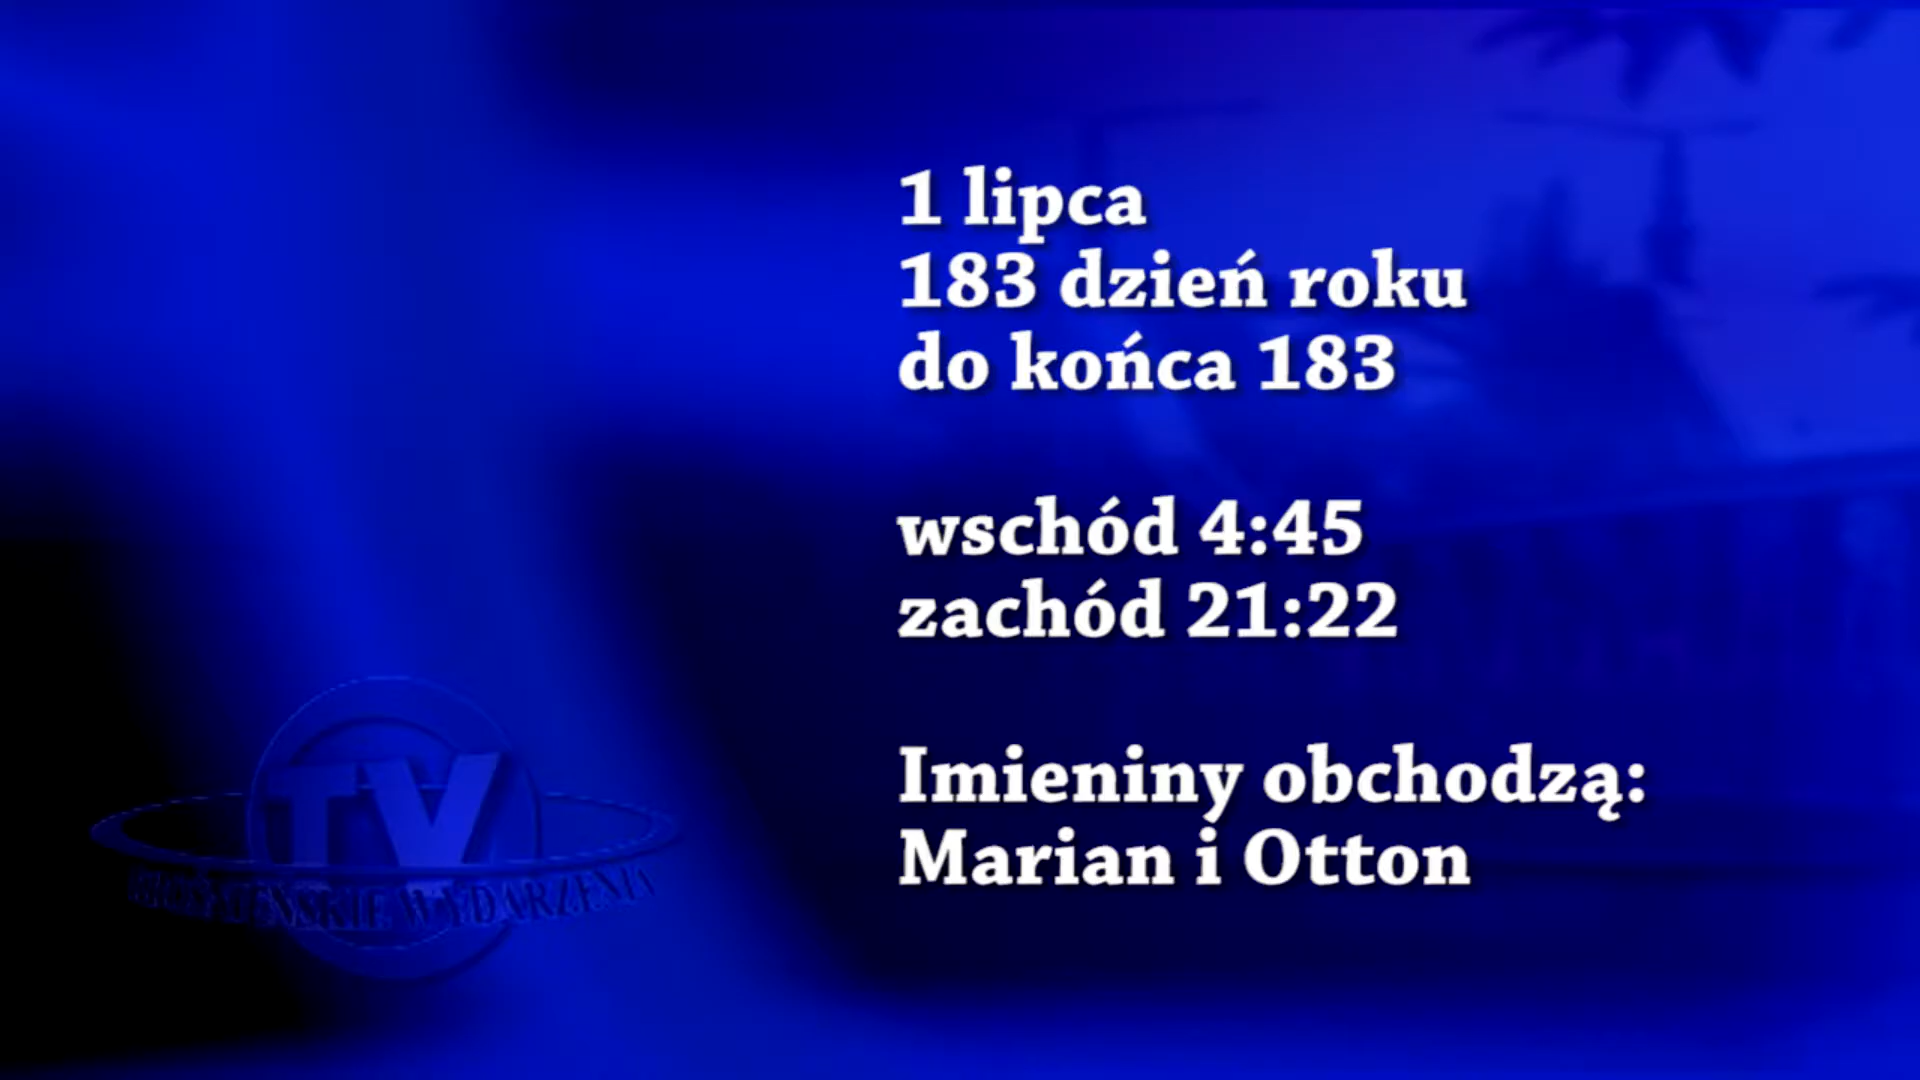 1 lipca
183 dzień roku
do końca 183
wschód 4:45
zachód 21:22
Imieniny obchodzą:
Marian i Otton
TV
WYDARZENIA